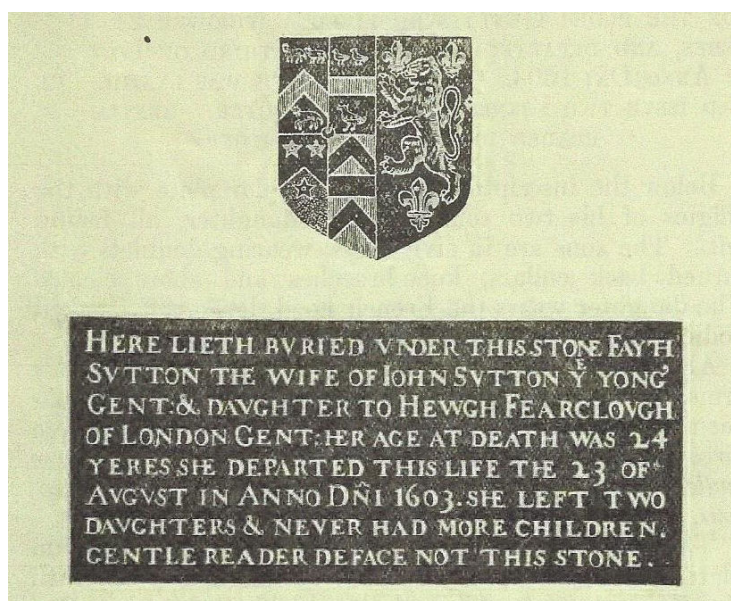 HERE LIETH BVRIED VNDER THIS STONE FAYTH
SVTTON THE WIFE OF IOHN SVTTON Yᴱ YONGʳ
GENT: & DAVGHTER TO HEWGH FEARCLOVGH
OF LONDON GENT: HER AGE AT DEATH WAS 24
YERES SHE DEPARTED THIS LIFE THE 23 OF
AVGVST IN ANNO DÑI 1603. SHE LEFT TWO
DAVGHTERS & NEVER HAD MORE CHILDREN.
GENTLE READER DEFACE NOT THIS STONE.